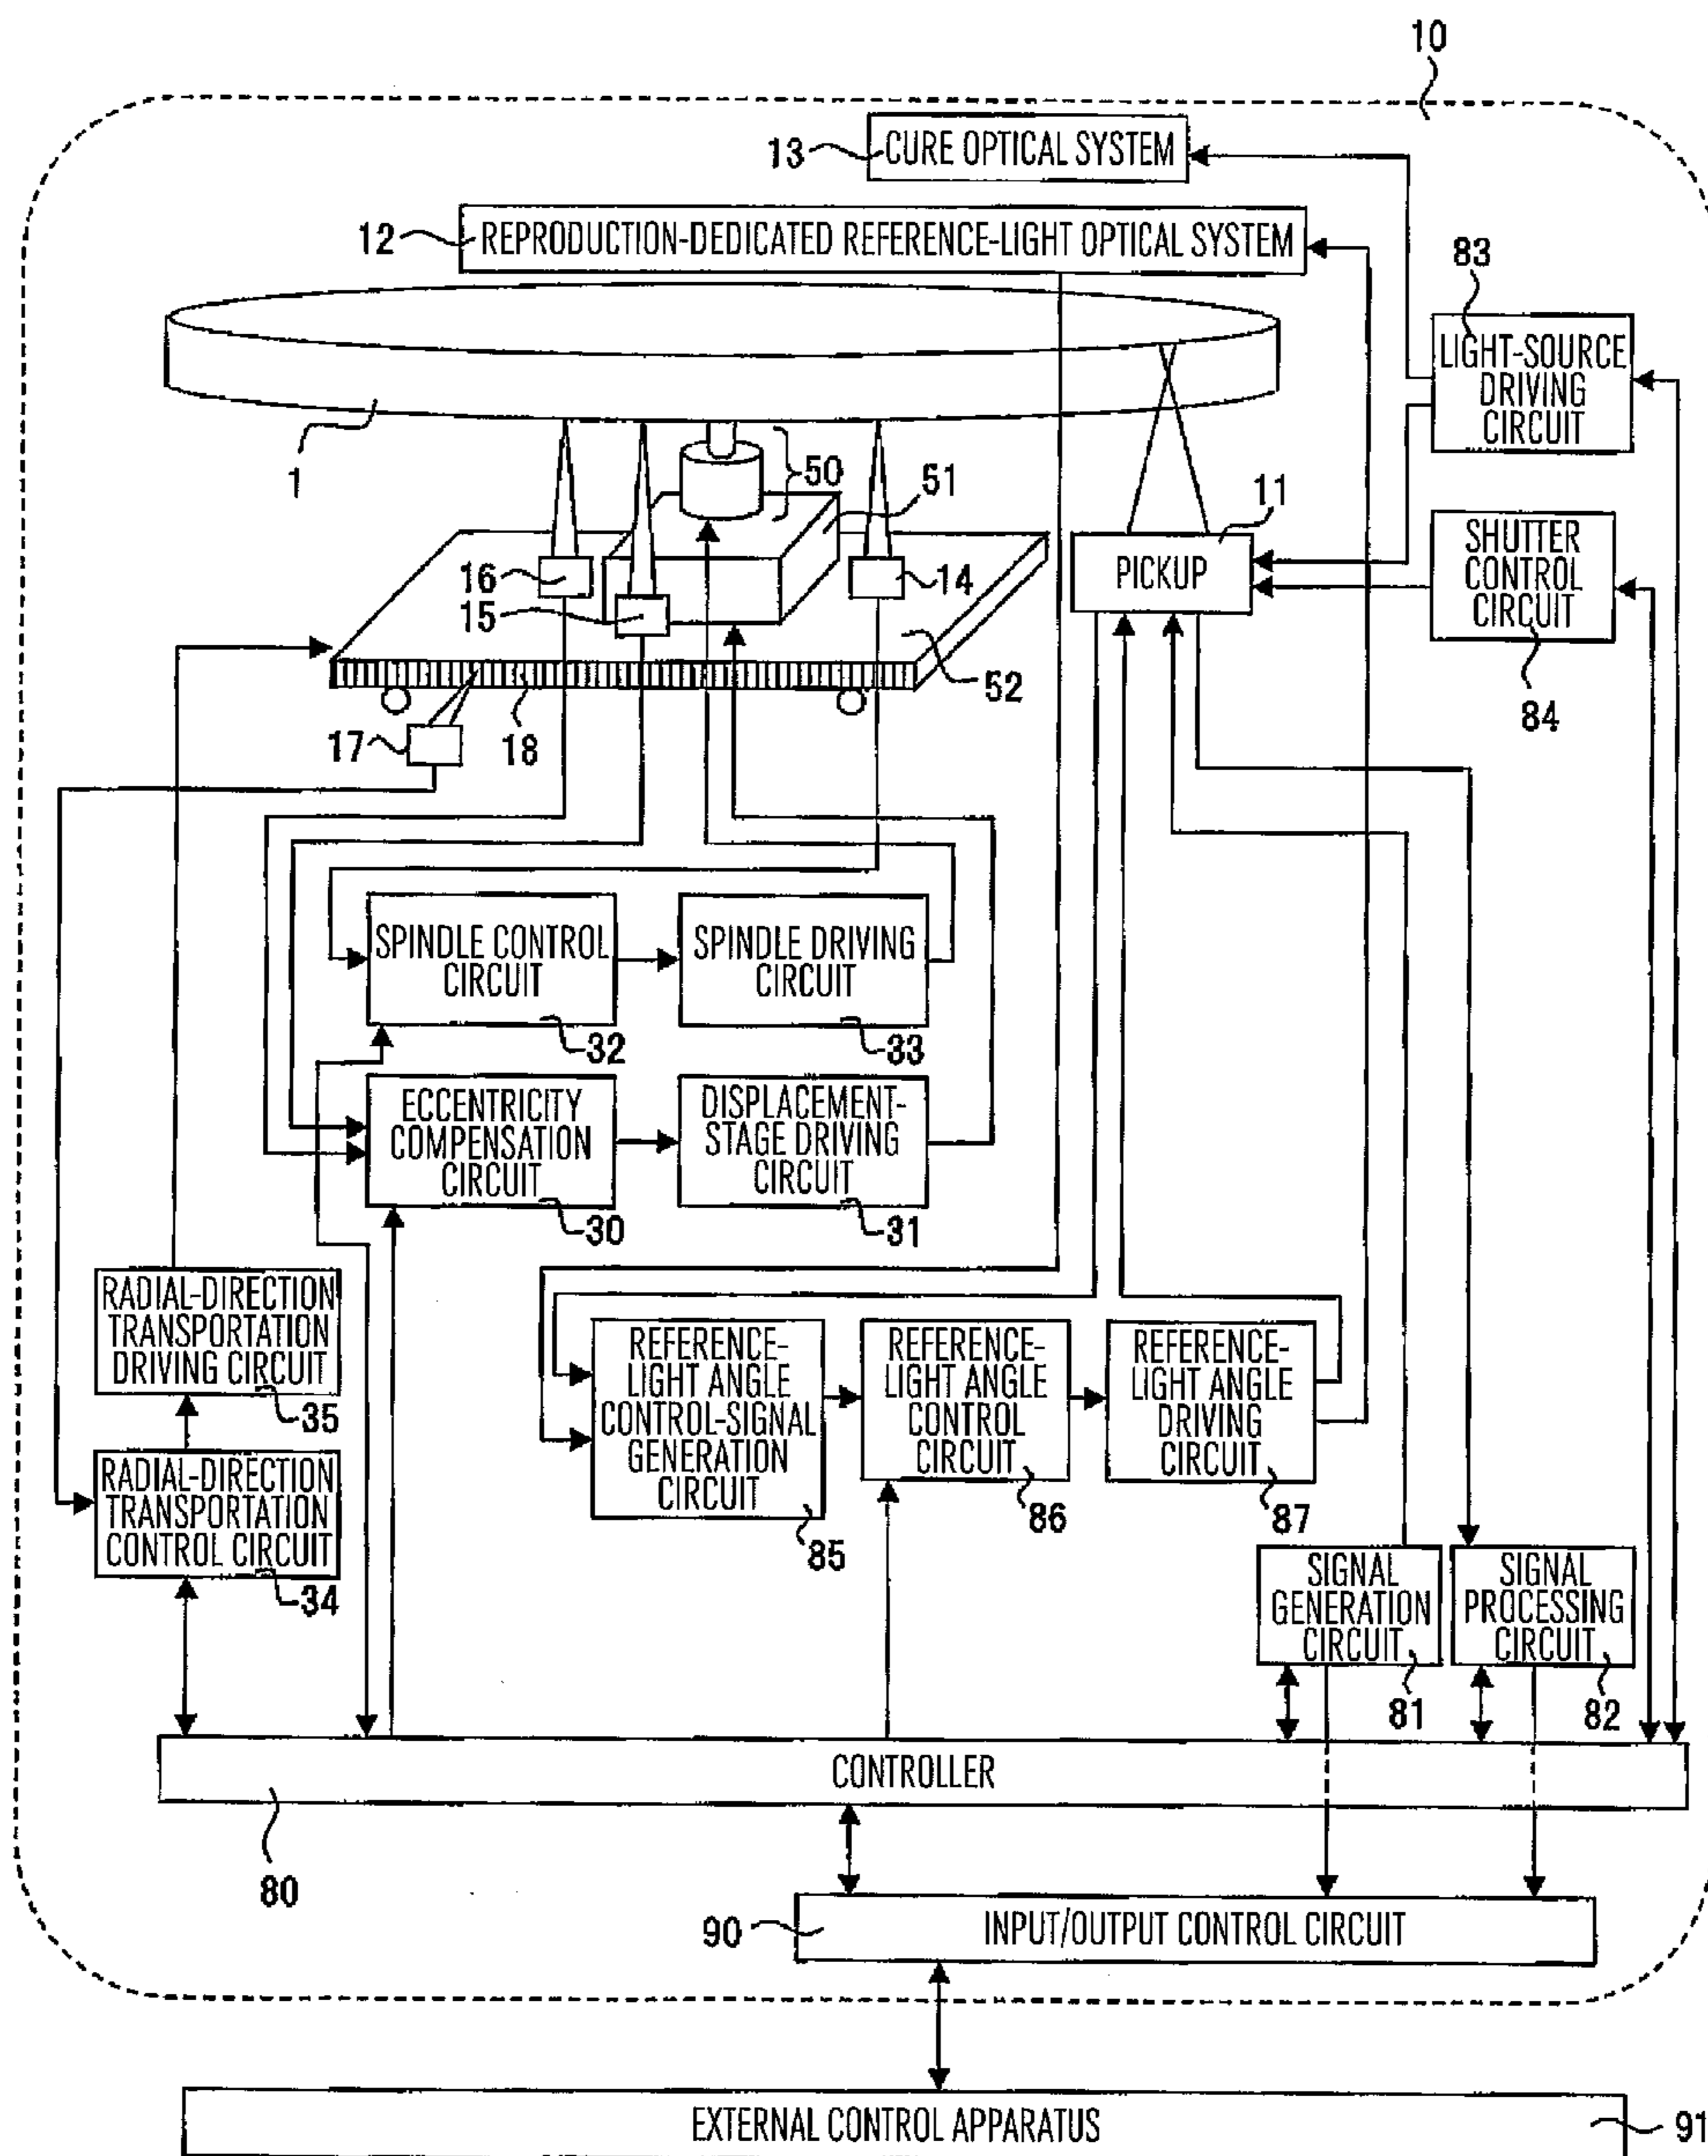 10
13
CURE OPTICAL SYSTEM
12
REPRODUCTION-DEDICATED REFERENCE-LIGHT OPTICAL SYSTEM
83
LIGHT-SOURCE
DRIVING
CIRCUIT
1
50
51
11
16
14
PICKUP
SHUTTER
CONTROL
CIRCUIT
15
52
84
17
18
SPINDLE CONTROL
CIRCUIT
SPINDLE DRIVING
CIRCUIT
32
33
ECCENTRICITY
COMPENSATION
CIRCUIT
DISPLACEMENT-
STAGE DRIVING
CIRCUIT
30
31
RADIAL-DIRECTION
TRANSPORTATION
DRIVING CIRCUIT
35
REFERENCE-
LIGHT ANGLE
CONTROL-SIGNAL
GENERATION
CIRCUIT
REFERENCE-
LIGHT ANGLE
CONTROL
CIRCUIT
REFERENCE-
LIGHT ANGLE
DRIVING
CIRCUIT
RADIAL-DIRECTION
TRANSPORTATION
CONTROL CIRCUIT
34
85
86
87
SIGNAL
GENERATION
CIRCUIT
SIGNAL
PROCESSING
CIRCUIT
81
82
CONTROLLER
80
90
INPUT/OUTPUT CONTROL CIRCUIT
EXTERNAL CONTROL APPARATUS
91